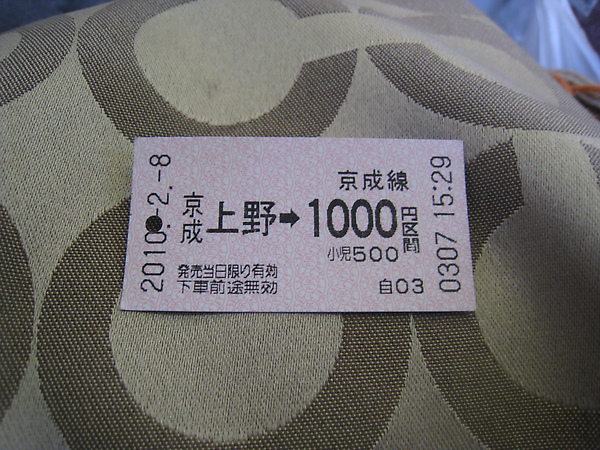 2010.-2.-8
京成線
京成上野➡1000円区間
小児500
発売当日限り有効
下車前途無効
自03
0307 15:29